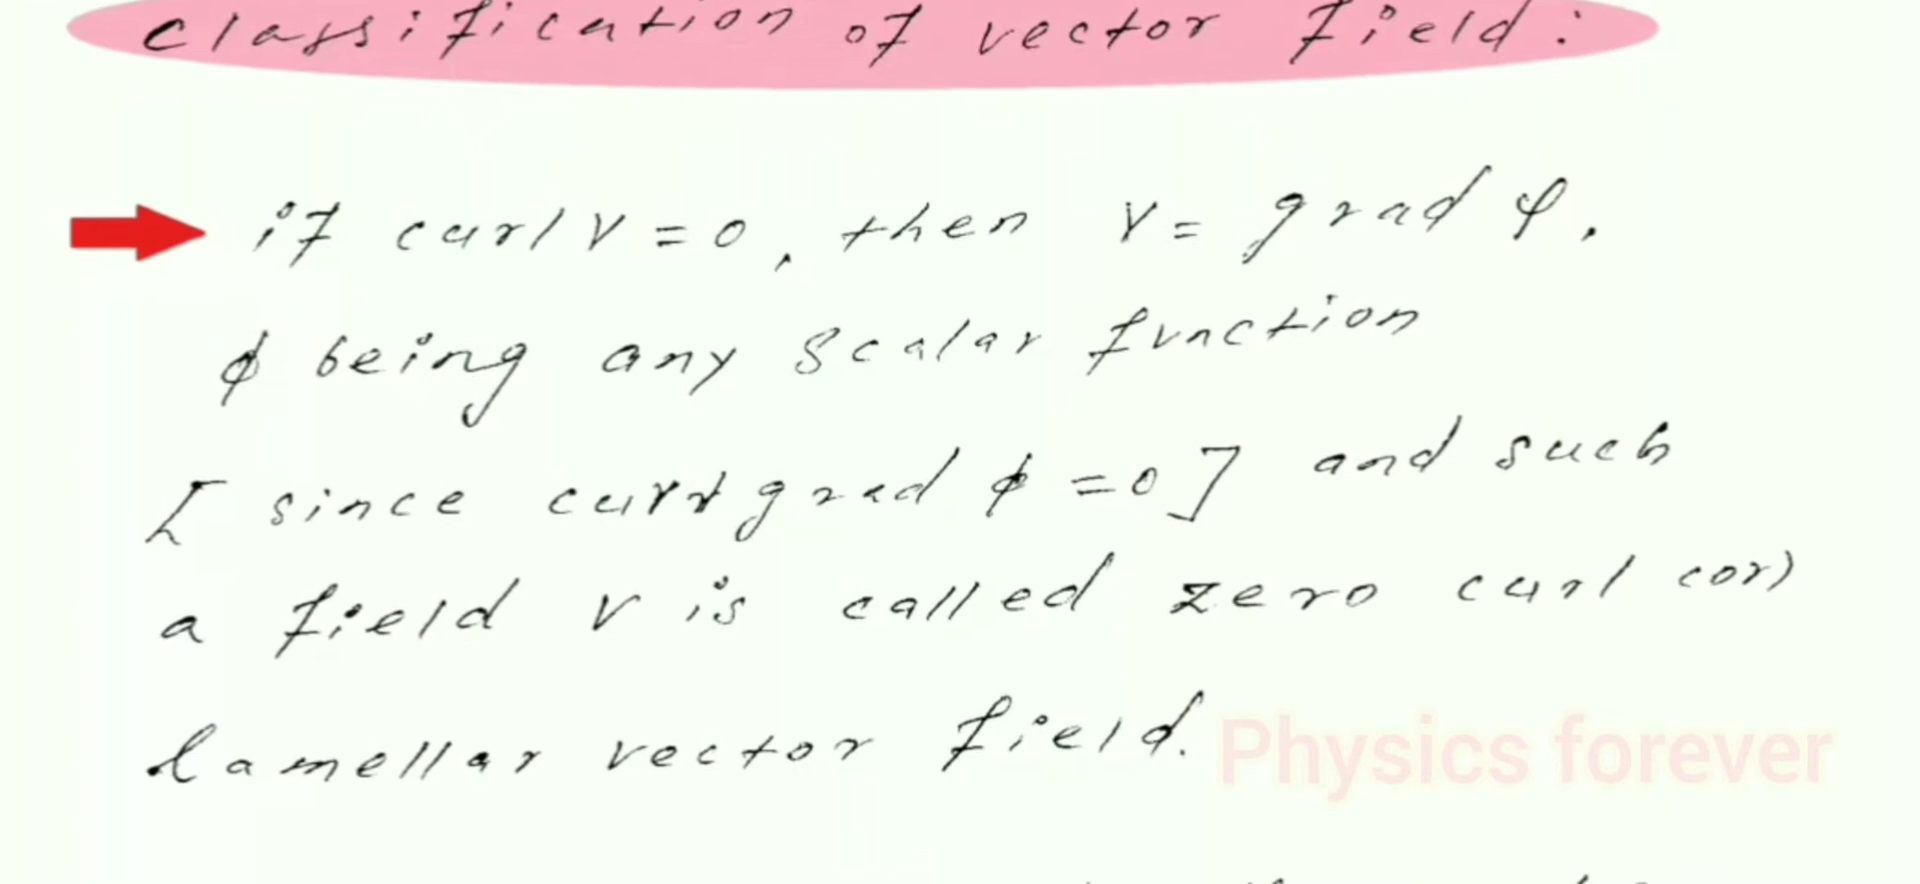 classification of vector field:
if curl V = 0, then V = grad φ.
ϕ being any scalar function
[ since curl grad ϕ = 0 ] and such
a field V is called zero curl (or)
lamellar vector field.
Physics forever